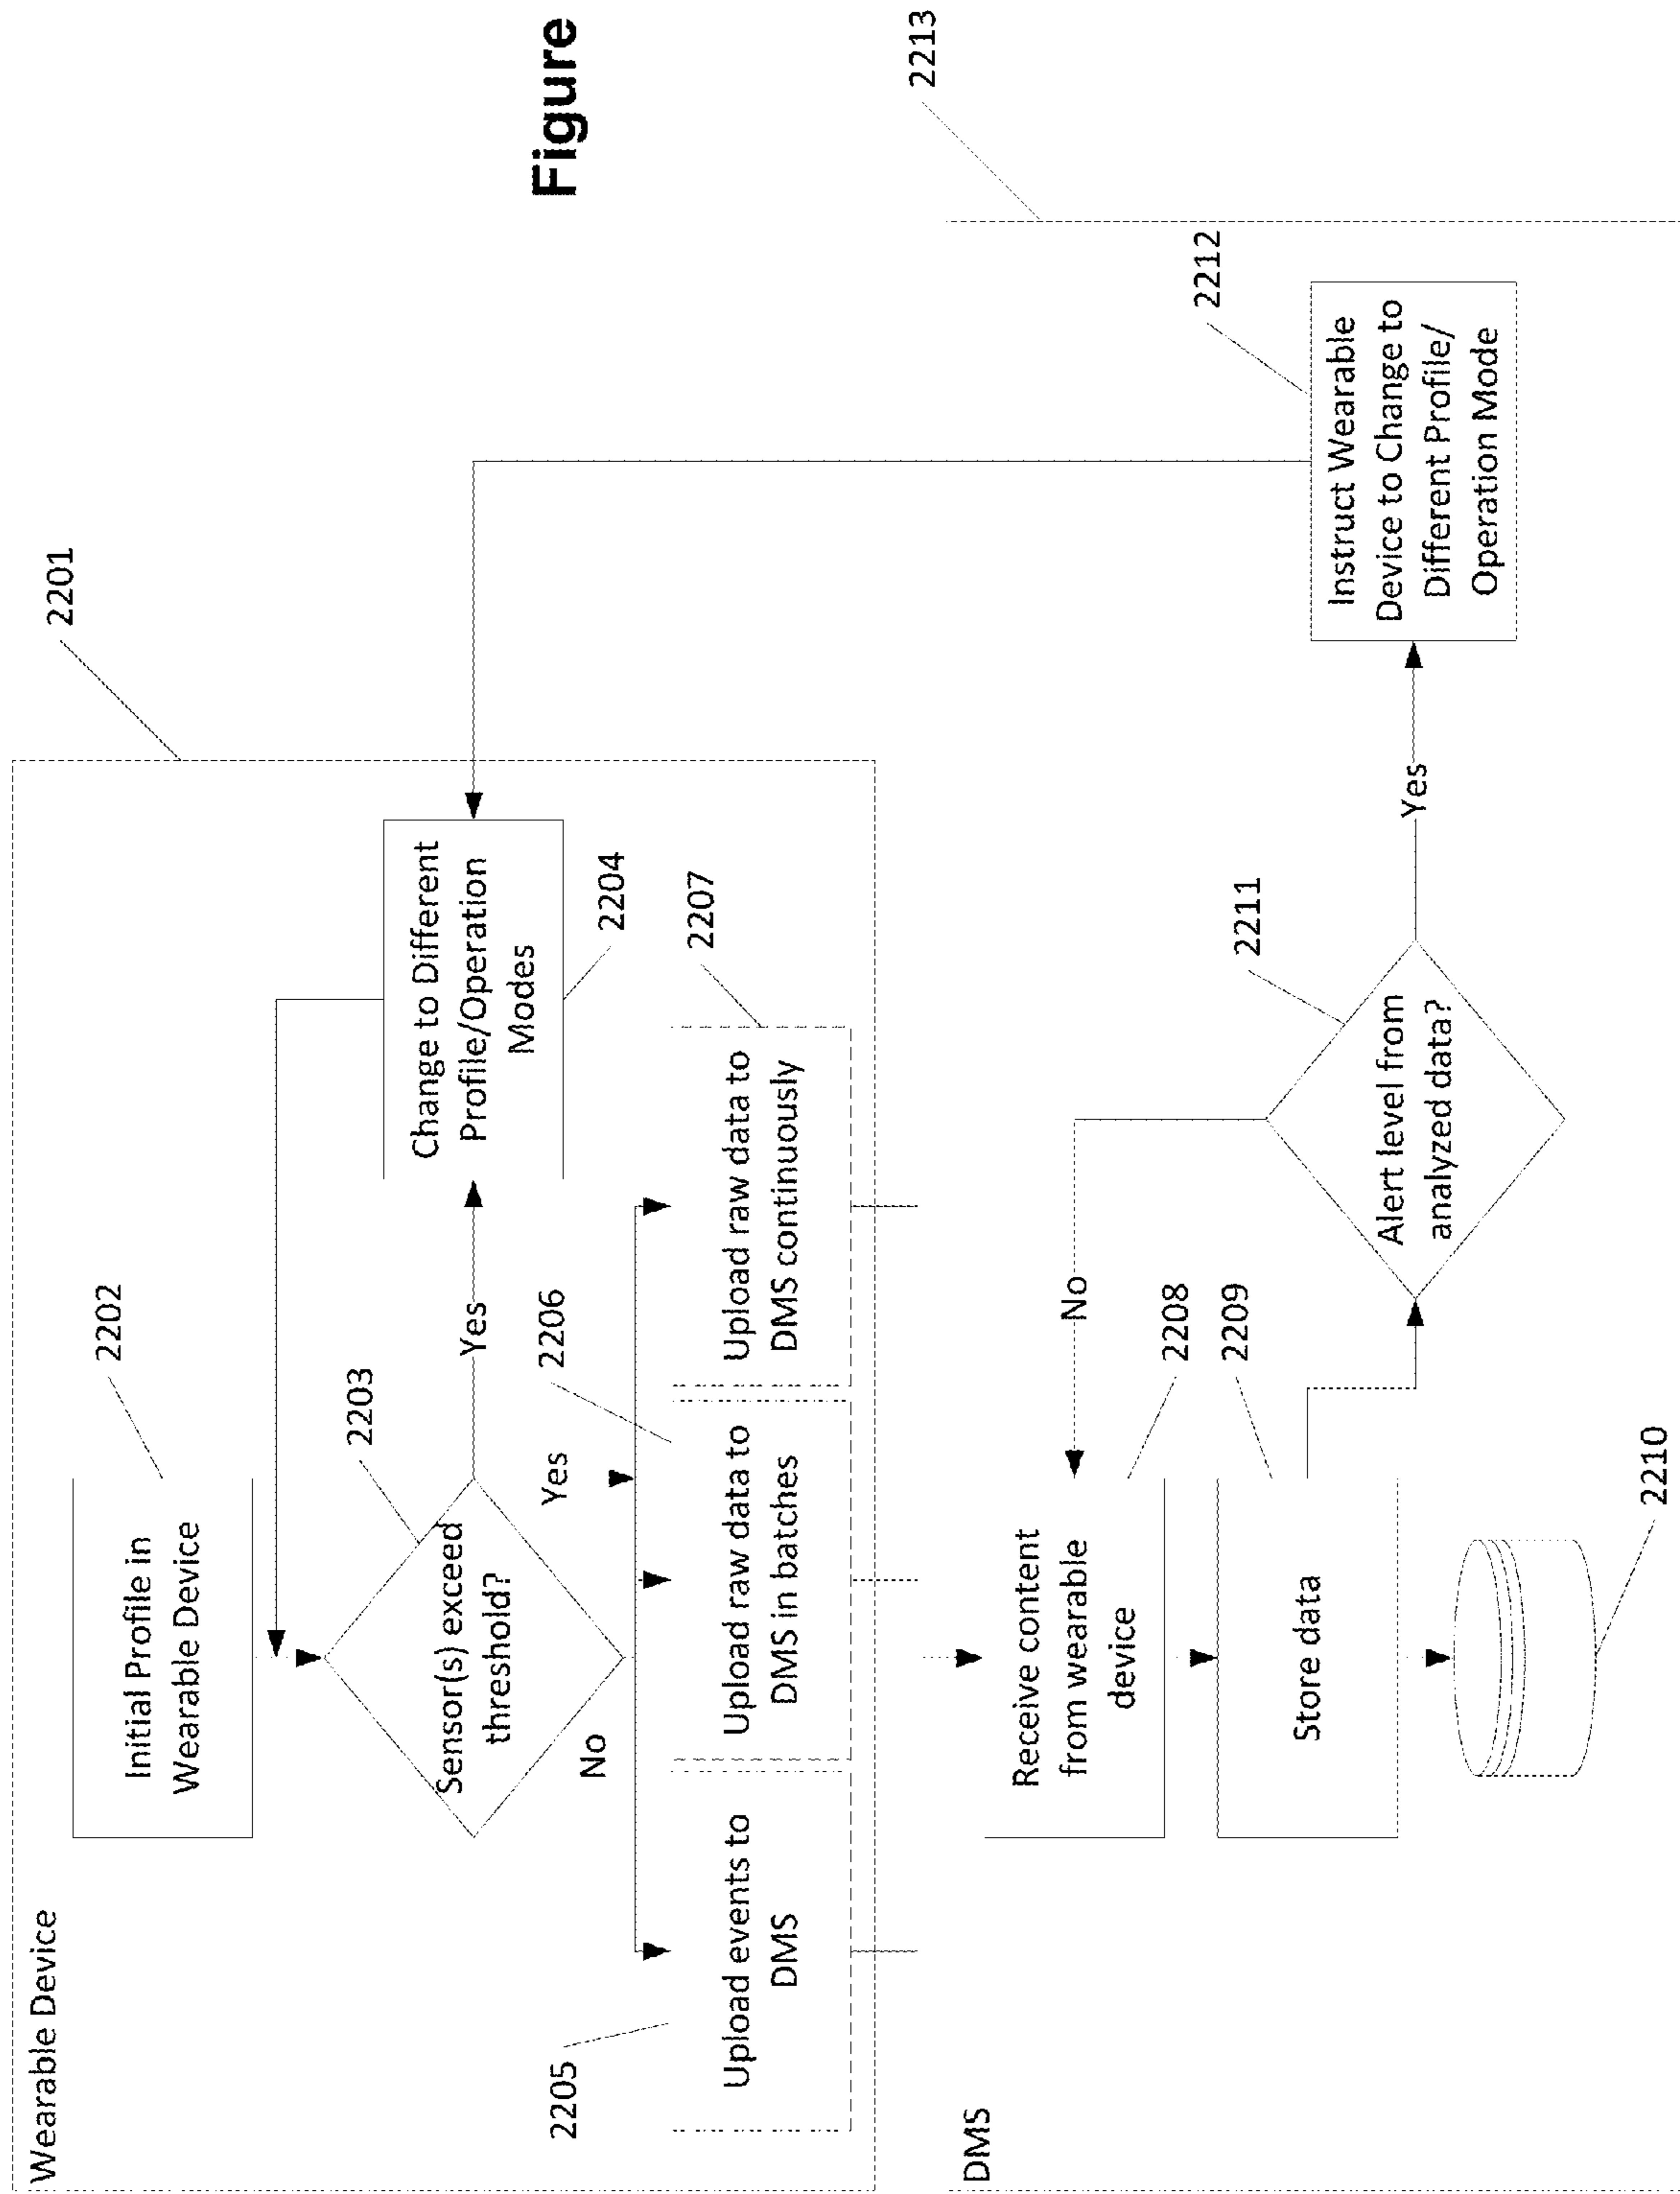 Wearable Device
2201
2202
Initial Profile in
Wearable Device
2203
Sensor(s) exceed
threshold?
Yes
Change to Different
Profile/Operation
Modes
2204
No
Yes
2205
2206
2207
Upload events to
DMS
Upload raw data to
DMS in batches
Upload raw data to
DMS continuously
Figure
DMS
2213
Receive content
from wearable
device
2208
No
Store data
2209
2210
Alert level from
analyzed data?
2211
Yes
Instruct Wearable
Device to Change to
Different Profile/
Operation Mode
2212